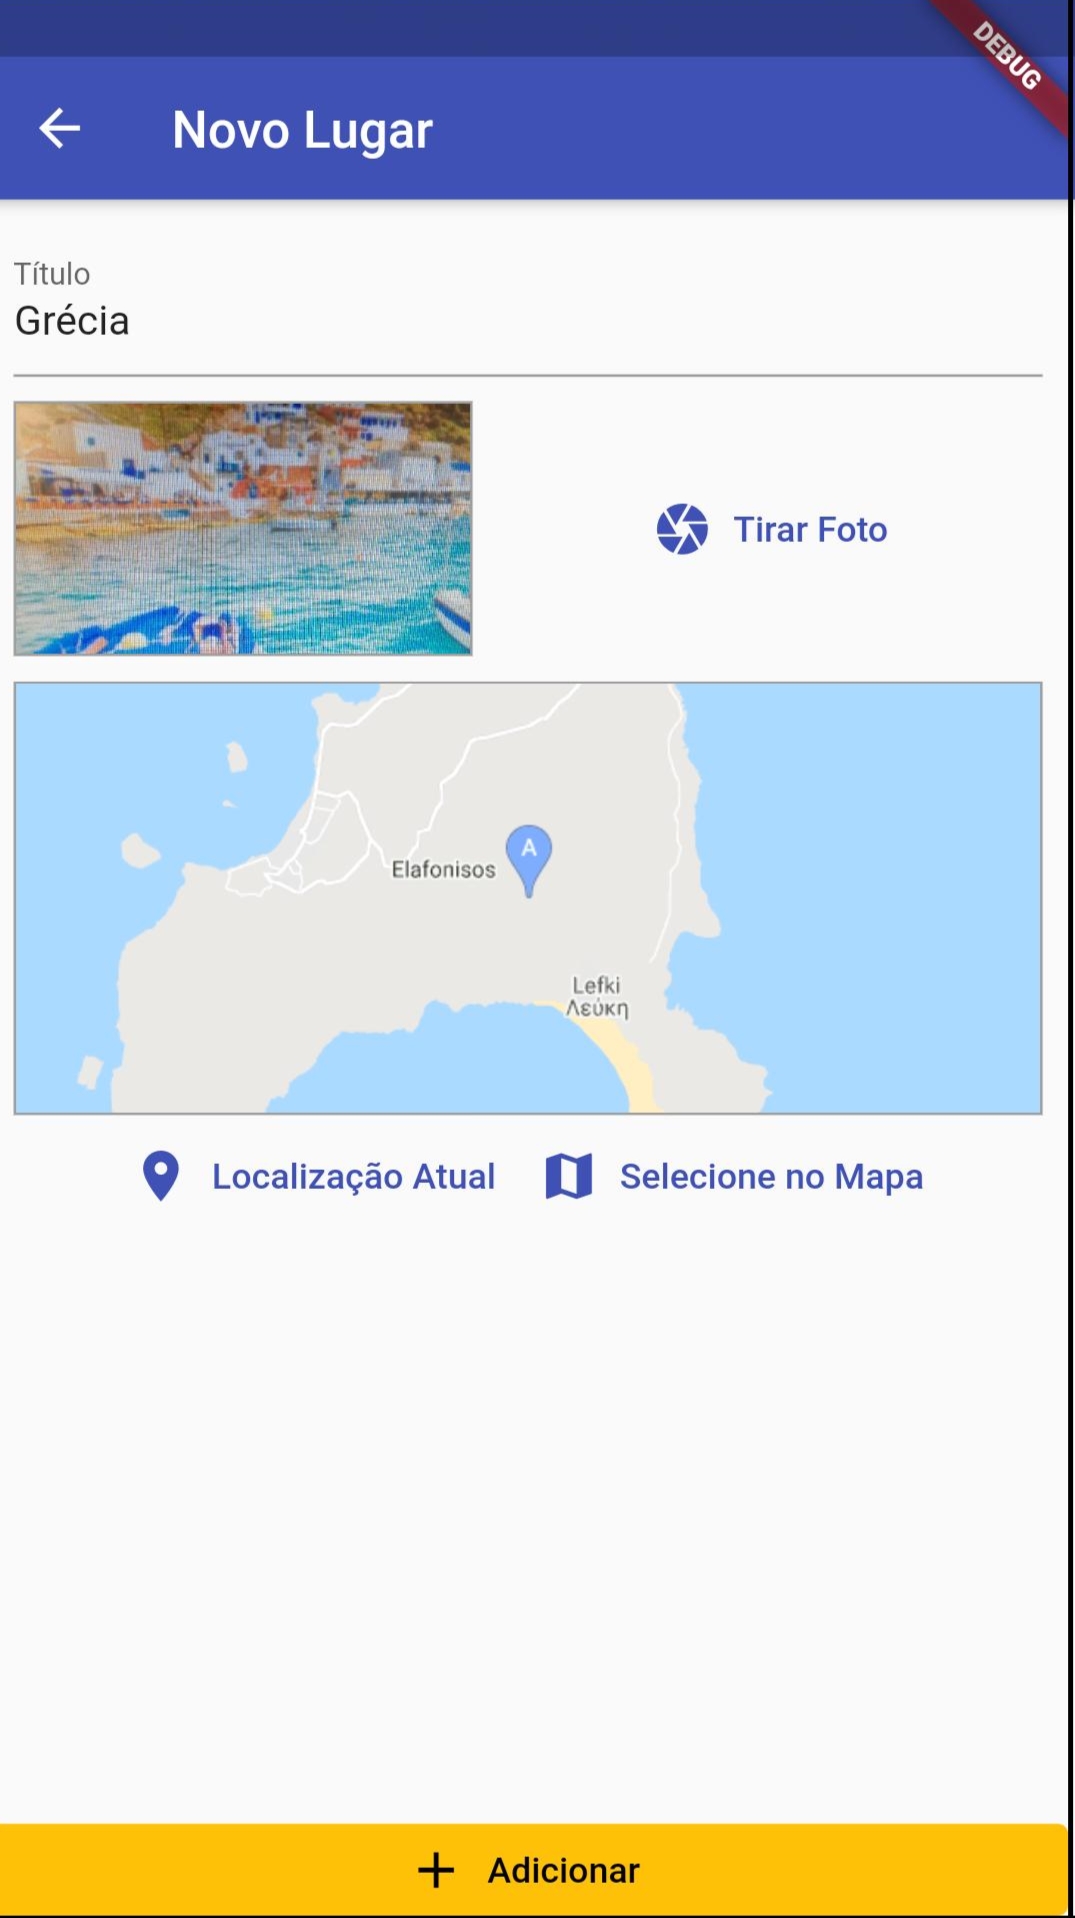 DEBUG
Novo Lugar
Título
Grécia
Tirar Foto
A
Elafonisos
Lefki
Λεύκη
Localização Atual
Selecione no Mapa
Adicionar